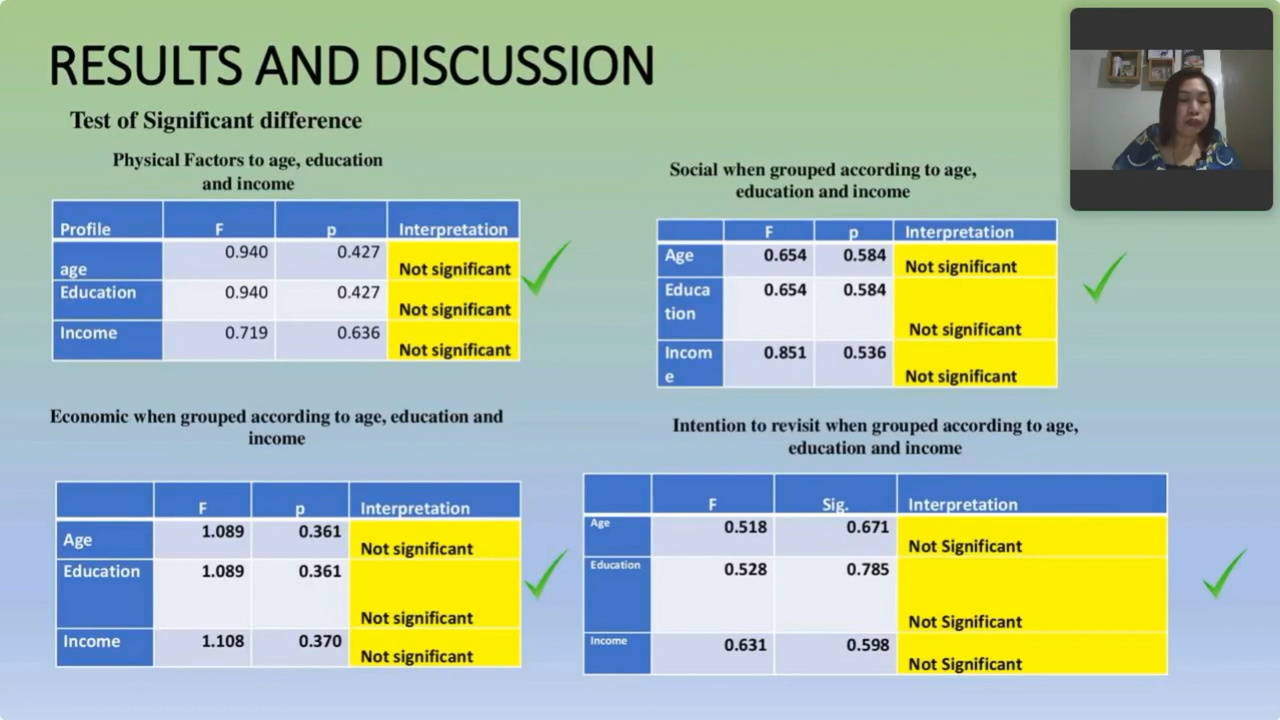 RESULTS AND DISCUSSION
Test of Significant difference
Physical Factors to age, education
and income
Profile F p Interpretation
age 0.940 0.427 Not significant
Education 0.940 0.427 Not significant
Income 0.719 0.636 Not significant
Social when grouped according to age,
education and income
F p Interpretation
Age 0.654 0.584 Not significant
Educa 0.654 0.584
tion Not significant
Incom 0.851 0.536
e Not significant
Economic when grouped according to age, education and
income
F p Interpretation
Age 1.089 0.361 Not significant
Education 1.089 0.361 Not significant
Income 1.108 0.370 Not significant
Intention to revisit when grouped according to age,
education and income
F Sig. Interpretation
Age 0.518 0.671 Not Significant
Education 0.528 0.785 Not Significant
Income 0.631 0.598 Not Significant